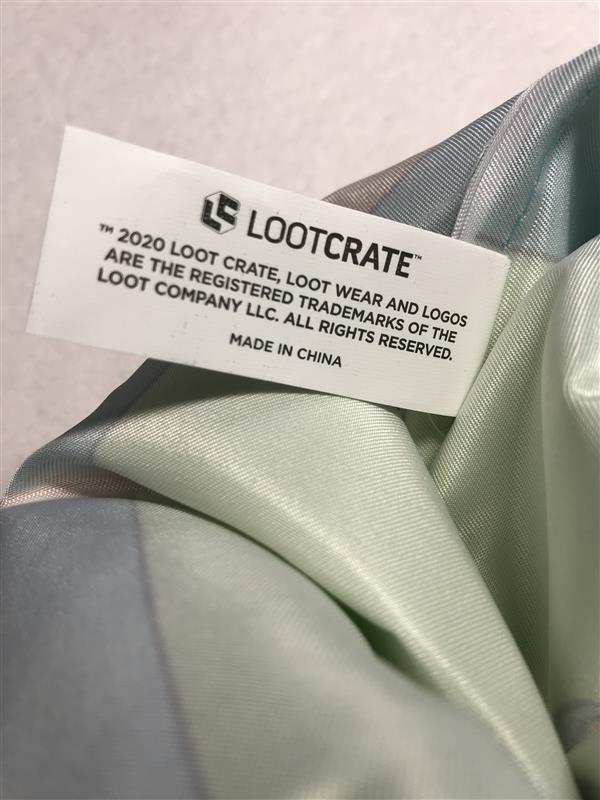 LC LOOTCRATE™
™ 2020 LOOT CRATE, LOOT WEAR AND LOGOS
ARE THE REGISTERED TRADEMARKS OF THE
LOOT COMPANY LLC. ALL RIGHTS RESERVED.
MADE IN CHINA